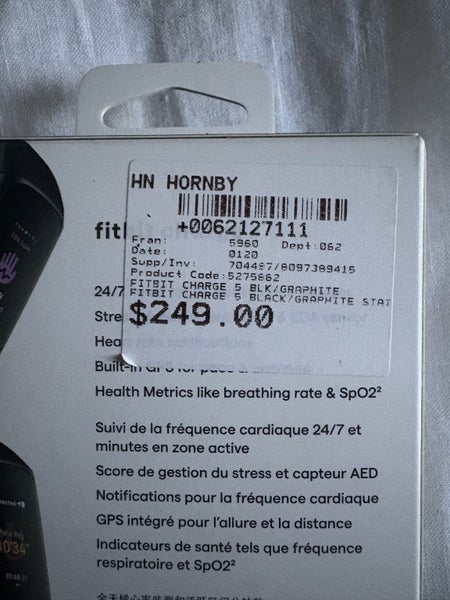 HN HORNBY
+0062127111
Fran: 5960 Dept:062
Date: 0120
Supp/Inv: 704457/8097389415
Product Code:5275862
FITBIT CHARGE 5 BLK/GRAPHITE
FITBIT CHARGE 5 BLACK/GRAPHITE STAI
$249.00
fit
24/7
Stre
Hea
Built-in GPS for pace &
Health Metrics like breathing rate & SpO2²
Suivi de la fréquence cardiaque 24/7 et
minutes en zone active
Score de gestion du stress et capteur AED
Notifications pour la fréquence cardiaque
GPS intégré pour l'allure et la distance
Indicateurs de santé tels que fréquence
respiratoire et SpO2²